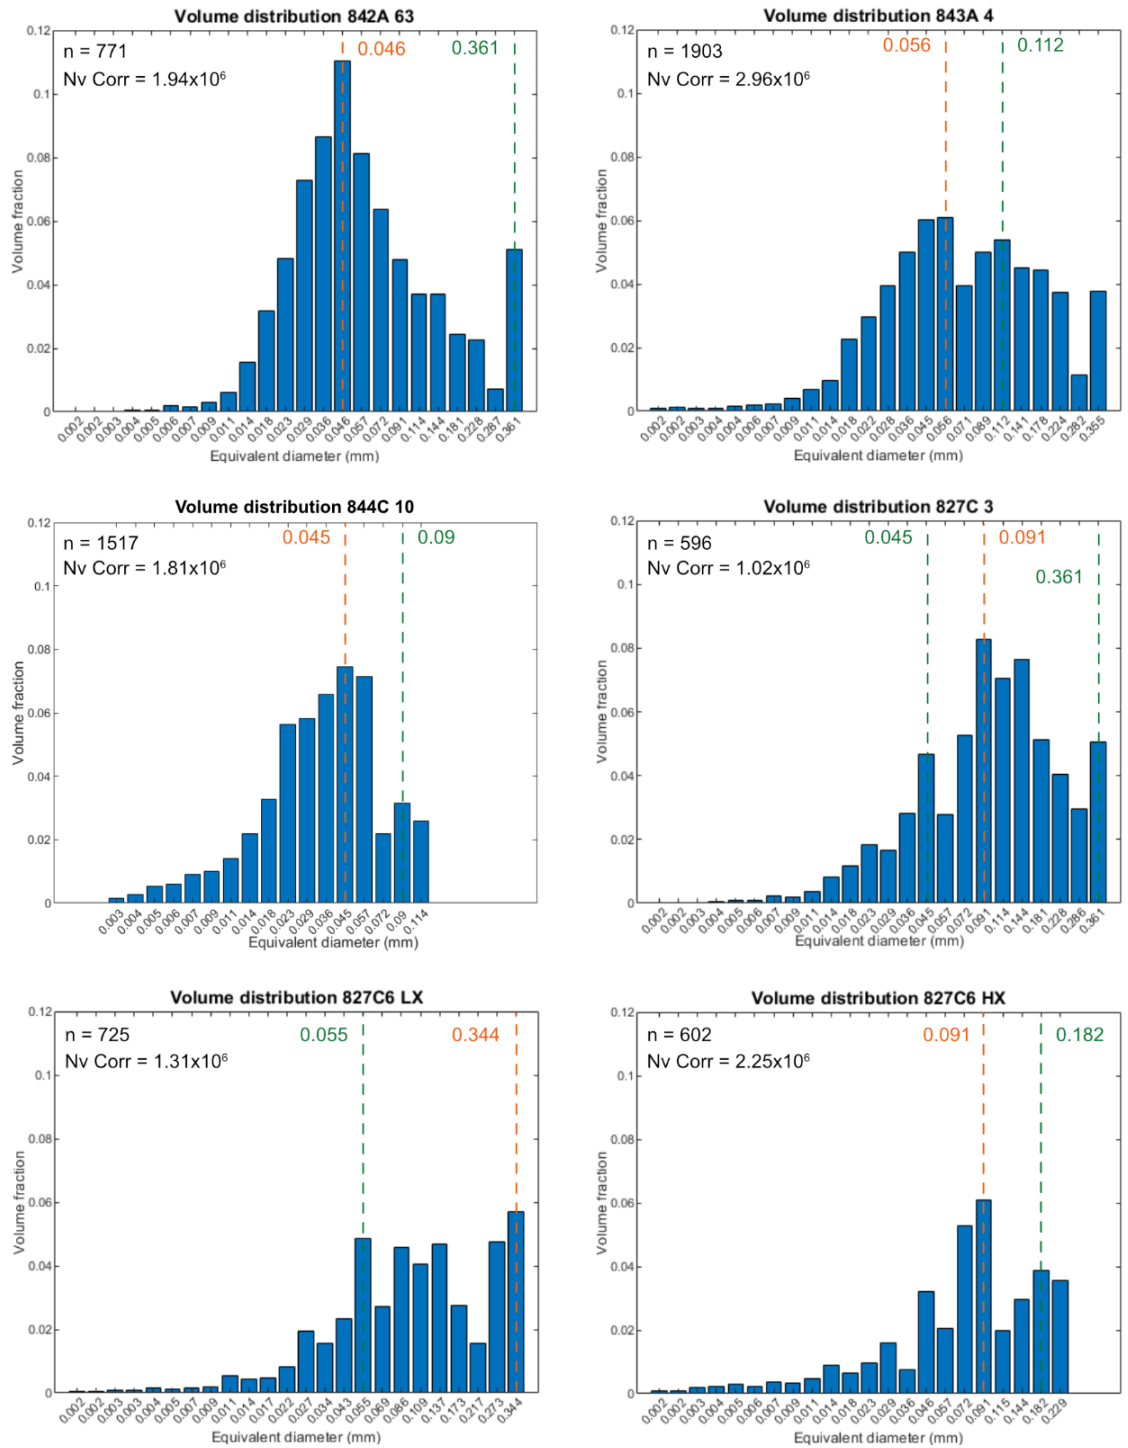 Volume distribution 842A 63
n = 771
Nv Corr = 1.94x10⁶
0.046
0.361
0.12
0.1
0.08
0.06
0.04
0.02
0
Volume fraction
0.002 0.002 0.003 0.004 0.005 0.006 0.007 0.009 0.011 0.014 0.018 0.023 0.029 0.036 0.046 0.057 0.072 0.091 0.114 0.144 0.181 0.228 0.287 0.361
Equivalent diameter (mm)
Volume distribution 843A 4
n = 1903
Nv Corr = 2.96x10⁶
0.056
0.112
0.12
0.1
0.08
0.06
0.04
0.02
0
Volume fraction
0.002 0.002 0.003 0.004 0.004 0.006 0.007 0.009 0.011 0.014 0.018 0.022 0.028 0.036 0.045 0.056 0.071 0.089 0.112 0.141 0.178 0.224 0.282 0.355
Equivalent diameter (mm)
Volume distribution 844C 10
n = 1517
Nv Corr = 1.81x10⁶
0.045
0.09
0.12
0.1
0.08
0.06
0.04
0.02
0
Volume fraction
0.003 0.004 0.005 0.006 0.007 0.009 0.011 0.014 0.018 0.023 0.029 0.036 0.045 0.057 0.072 0.09 0.114
Equivalent diameter (mm)
Volume distribution 827C 3
n = 596
Nv Corr = 1.02x10⁶
0.045
0.091
0.361
0.12
0.1
0.08
0.06
0.04
0.02
0
Volume fraction
0.002 0.002 0.003 0.004 0.005 0.006 0.007 0.009 0.011 0.014 0.018 0.023 0.029 0.036 0.045 0.057 0.072 0.091 0.114 0.144 0.181 0.228 0.286 0.361
Equivalent diameter (mm)
Volume distribution 827C6 LX
n = 725
Nv Corr = 1.31x10⁶
0.055
0.344
0.12
0.1
0.08
0.06
0.04
0.02
0
Volume fraction
0.002 0.002 0.003 0.003 0.004 0.005 0.007 0.009 0.011 0.014 0.017 0.022 0.027 0.034 0.043 0.055 0.069 0.086 0.109 0.137 0.173 0.217 0.273 0.344
Equivalent diameter (mm)
Volume distribution 827C6 HX
n = 602
Nv Corr = 2.25x10⁶
0.091
0.182
0.12
0.1
0.08
0.06
0.04
0.02
0
Volume fraction
0.002 0.002 0.003 0.004 0.005 0.006 0.007 0.009 0.011 0.014 0.018 0.023 0.029 0.036 0.046 0.057 0.072 0.091 0.115 0.144 0.182 0.229
Equivalent diameter (mm)